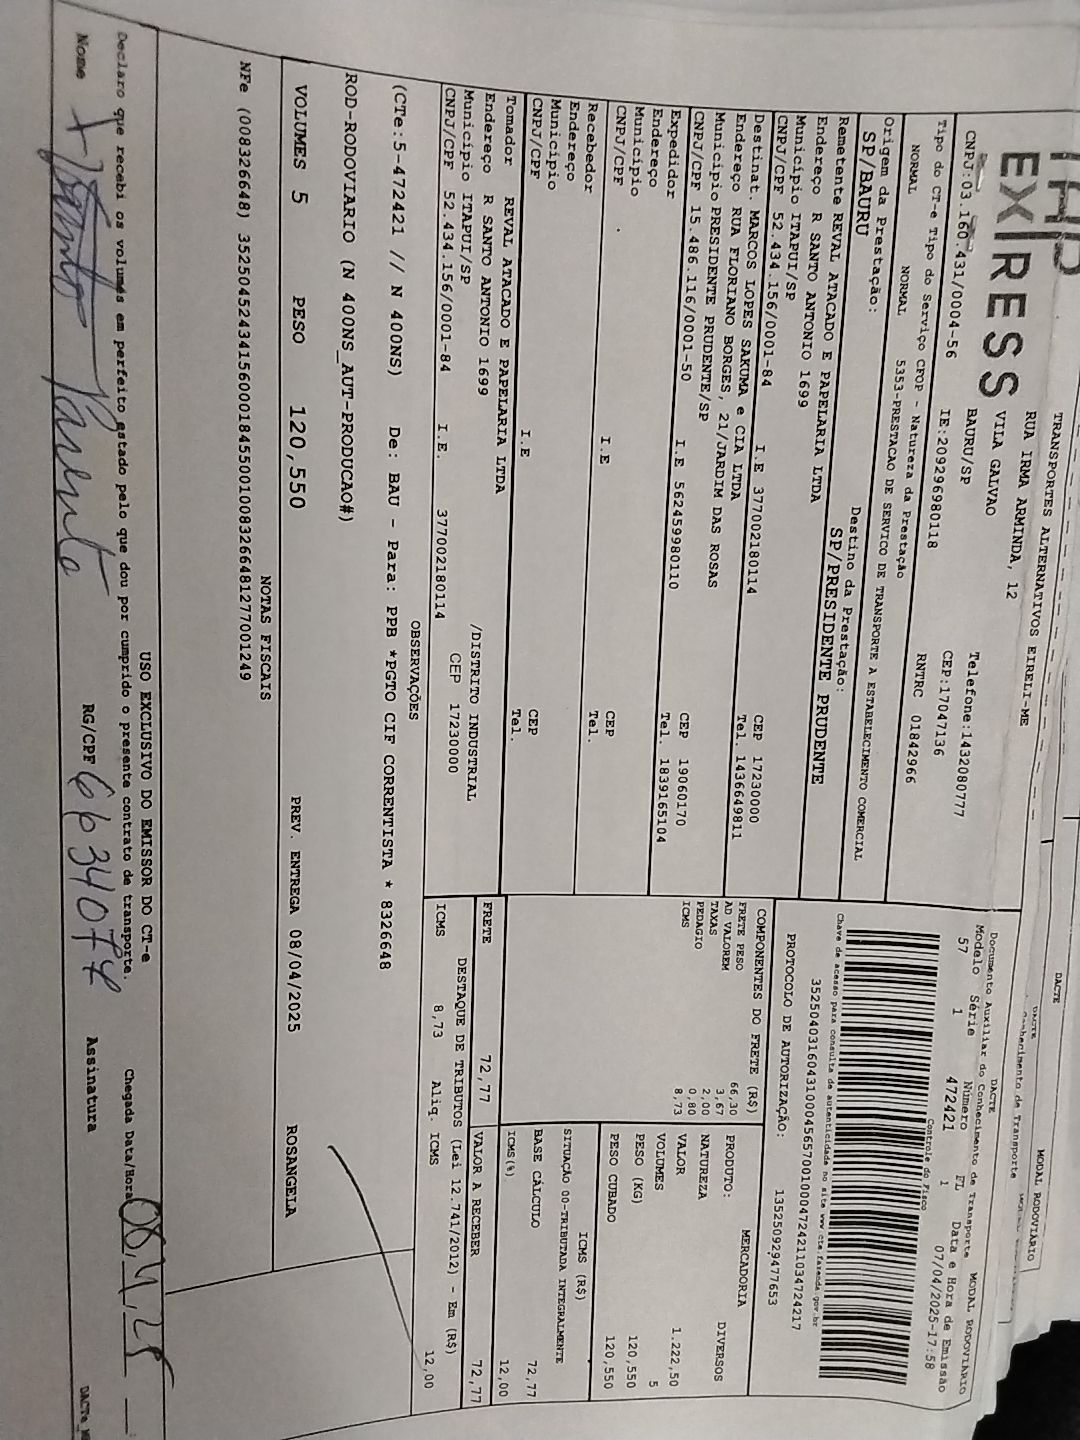 TAP
EXPRESS
TRANSPORTES ALTERNATIVOS EIRELI-ME
RUA IRMA ARMINDA, 12
VILA GALVAO
BAURU/SP
Telefone:1432080777
CEP:17047136
CNPJ:03.160.431/0004-56
IE:209296980118
RNTRC 01842966
DACTE
MODAL RODOVIÁRIO
DACTE
Conhecimento de Transporte
DACTE
Documento Auxiliar do Conhecimento de Transporte MODAL RODOVIÁRIO
Modelo Série Número FL Data e Hora de Emissão
57 1 472421 1 07/04/2025-17:58
Controle do Fisco
Chave de acesso para consulta de autenticidade no site www.cte.fazenda.gov.br
35250403160431000456570010004724211034724217
PROTOCOLO DE AUTORIZAÇÃO: 135250929477653
Tipo do CT-e Tipo do Serviço CFOP - Natureza da Prestação
NORMAL NORMAL 5353-PRESTACAO DE SERVICO DE TRANSPORTE A ESTABELECIMENTO COMERCIAL
Origem da Prestação: Destino da Prestação:
SP/BAURU SP/PRESIDENTE PRUDENTE
Remetente REVAL ATACADO E PAPELARIA LTDA
Endereço R SANTO ANTONIO 1699
Município ITAPUI/SP CEP 17230000
CNPJ/CPF 52.434.156/0001-84 I.E 377002180114 Tel. 1436649811
Destinat. MARCOS LOPES SAKUMA e CIA LTDA
Endereço RUA FLORIANO BORGES, 21/JARDIM DAS ROSAS
Município PRESIDENTE PRUDENTE/SP CEP 19060170
CNPJ/CPF 15.486.116/0001-50 I.E 562459980110 Tel. 1839165104
Expedidor
Endereço
Município CEP
CNPJ/CPF I.E Tel.
Recebedor
Endereço
Município CEP
CNPJ/CPF I.E Tel.
Tomador REVAL ATACADO E PAPELARIA LTDA
Endereço R SANTO ANTONIO 1699 /DISTRITO INDUSTRIAL
Município ITAPUI/SP CEP 17230000
CNPJ/CPF 52.434.156/0001-84 I.E. 377002180114
COMPONENTES DO FRETE (R$)
FRETE PESO 66,30
AD VALOREM 3,67
TAXAS 2,00
PEDAGIO 0,80
ICMS 8,73
PRODUTO: MERCADORIA
NATUREZA DIVERSOS
VALOR 1.222,50
VOLUMES 5
PESO (KG) 120,550
PESO CUBADO 120,550
ICMS (R$)
SITUAÇÃO 00-TRIBUTADA INTEGRALMENTE
BASE CÁLCULO 72,77
ICMS(%) 12,00
FRETE 72,77 VALOR A RECEBER 72,77
DESTAQUE DE TRIBUTOS (Lei 12.741/2012) - Em (R$)
ICMS 8,73 Aliq. ICMS 12,00
OBSERVAÇÕES
(CTe:5-472421 // N 400NS) De: BAU - Para: PPB *PGTO CIF CORRENTISTA * 8326648
ROD-RODOVIARIO (N 400NS_AUT-PRODUCAO#)
VOLUMES 5 PESO 120,550 PREV. ENTREGA 08/04/2025 ROSANGELA
NOTAS FISCAIS
NFe (008326648) 35250452434156000184550010083266481277001249
USO EXCLUSIVO DO EMISSOR DO CT-e
Declaro que recebi os volumes em perfeito estado pelo que dou por cumprido o presente contrato de transporte. Chegada Data/Hora 08/4/25
Nome RG/CPF Assinatura